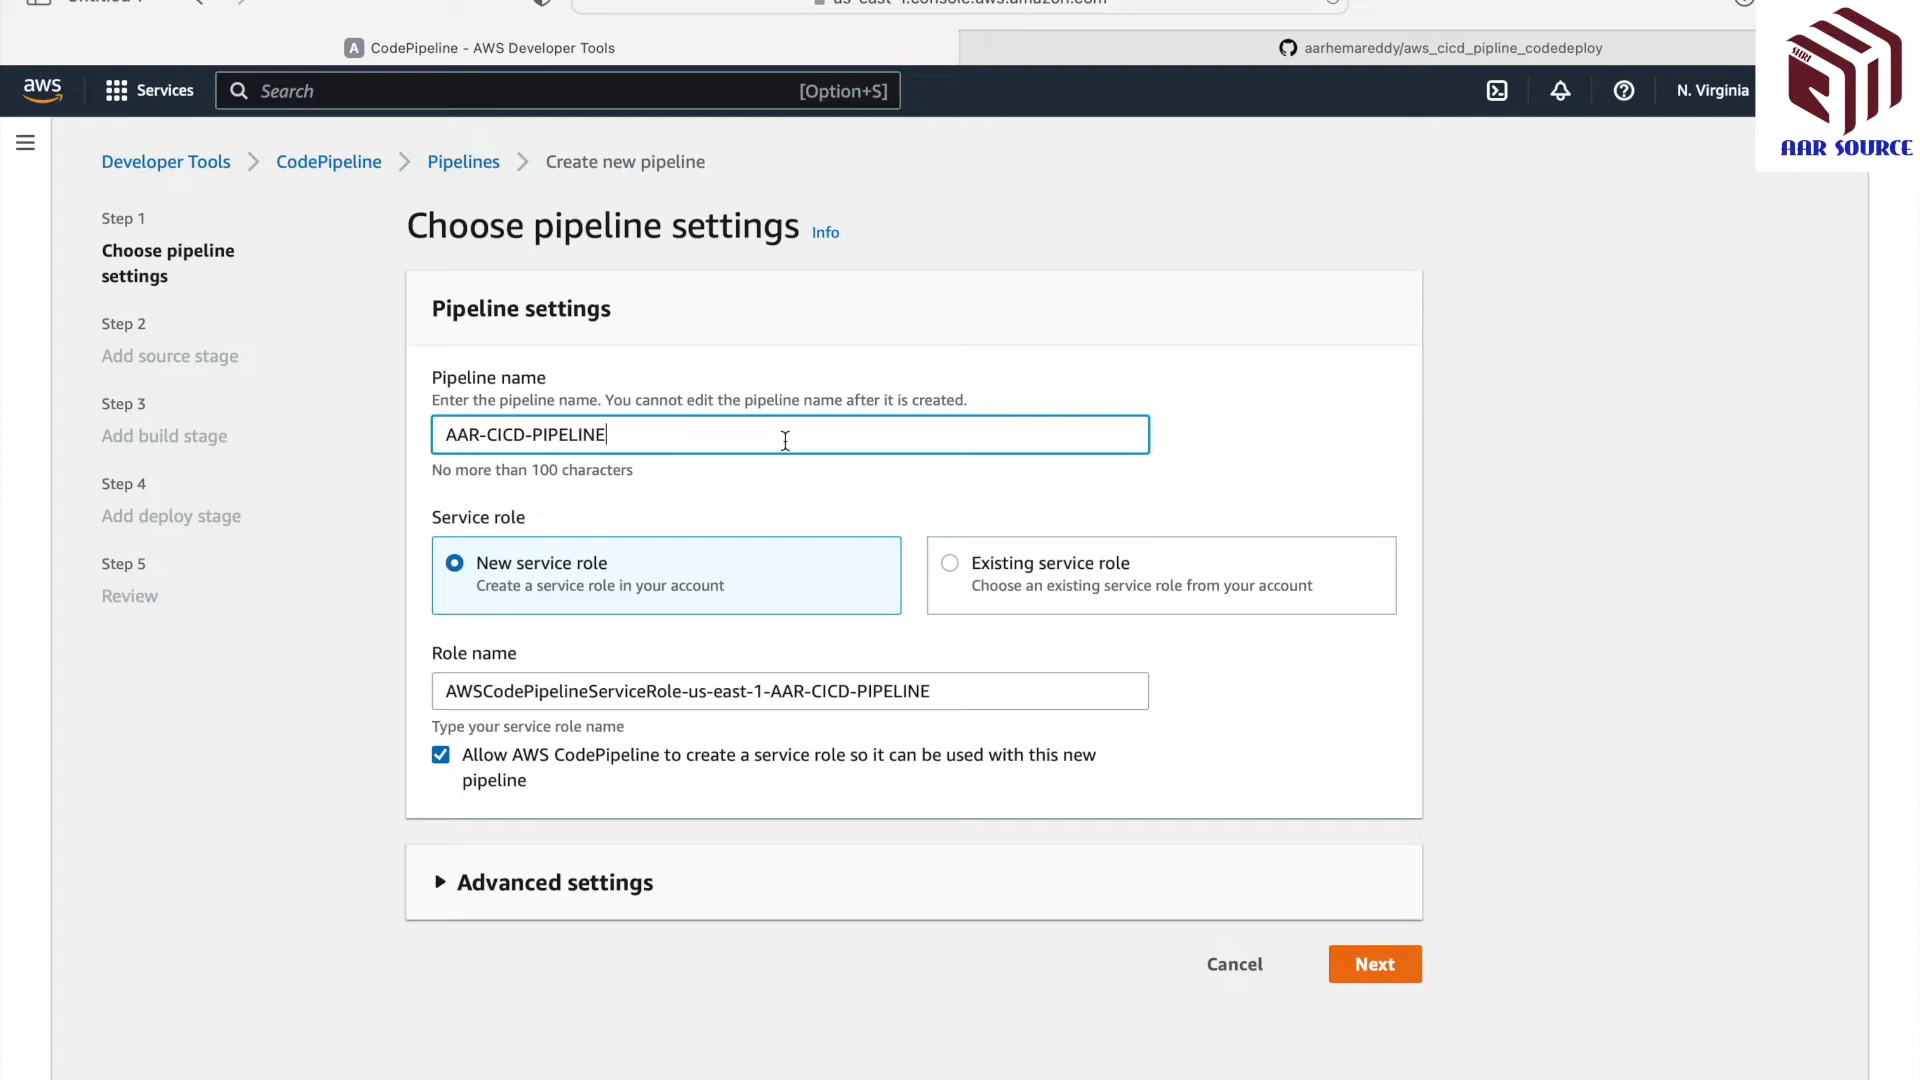 CodePipeline - AWS Developer Tools
aarhemareddy/aws_cicd_pipline_codedeploy
SHRI
AAR SOURCE
aws
Services
Search
[Option+S]
N. Virginia
Developer Tools
CodePipeline
Pipelines
Create new pipeline
Step 1
Choose pipeline
settings
Step 2
Add source stage
Step 3
Add build stage
Step 4
Add deploy stage
Step 5
Review
Choose pipeline settings Info
Pipeline settings
Pipeline name
Enter the pipeline name. You cannot edit the pipeline name after it is created.
AAR-CICD-PIPELINE
No more than 100 characters
Service role
New service role
Create a service role in your account
Existing service role
Choose an existing service role from your account
Role name
AWSCodePipelineServiceRole-us-east-1-AAR-CICD-PIPELINE
Type your service role name
Allow AWS CodePipeline to create a service role so it can be used with this new
pipeline
Advanced settings
Cancel
Next